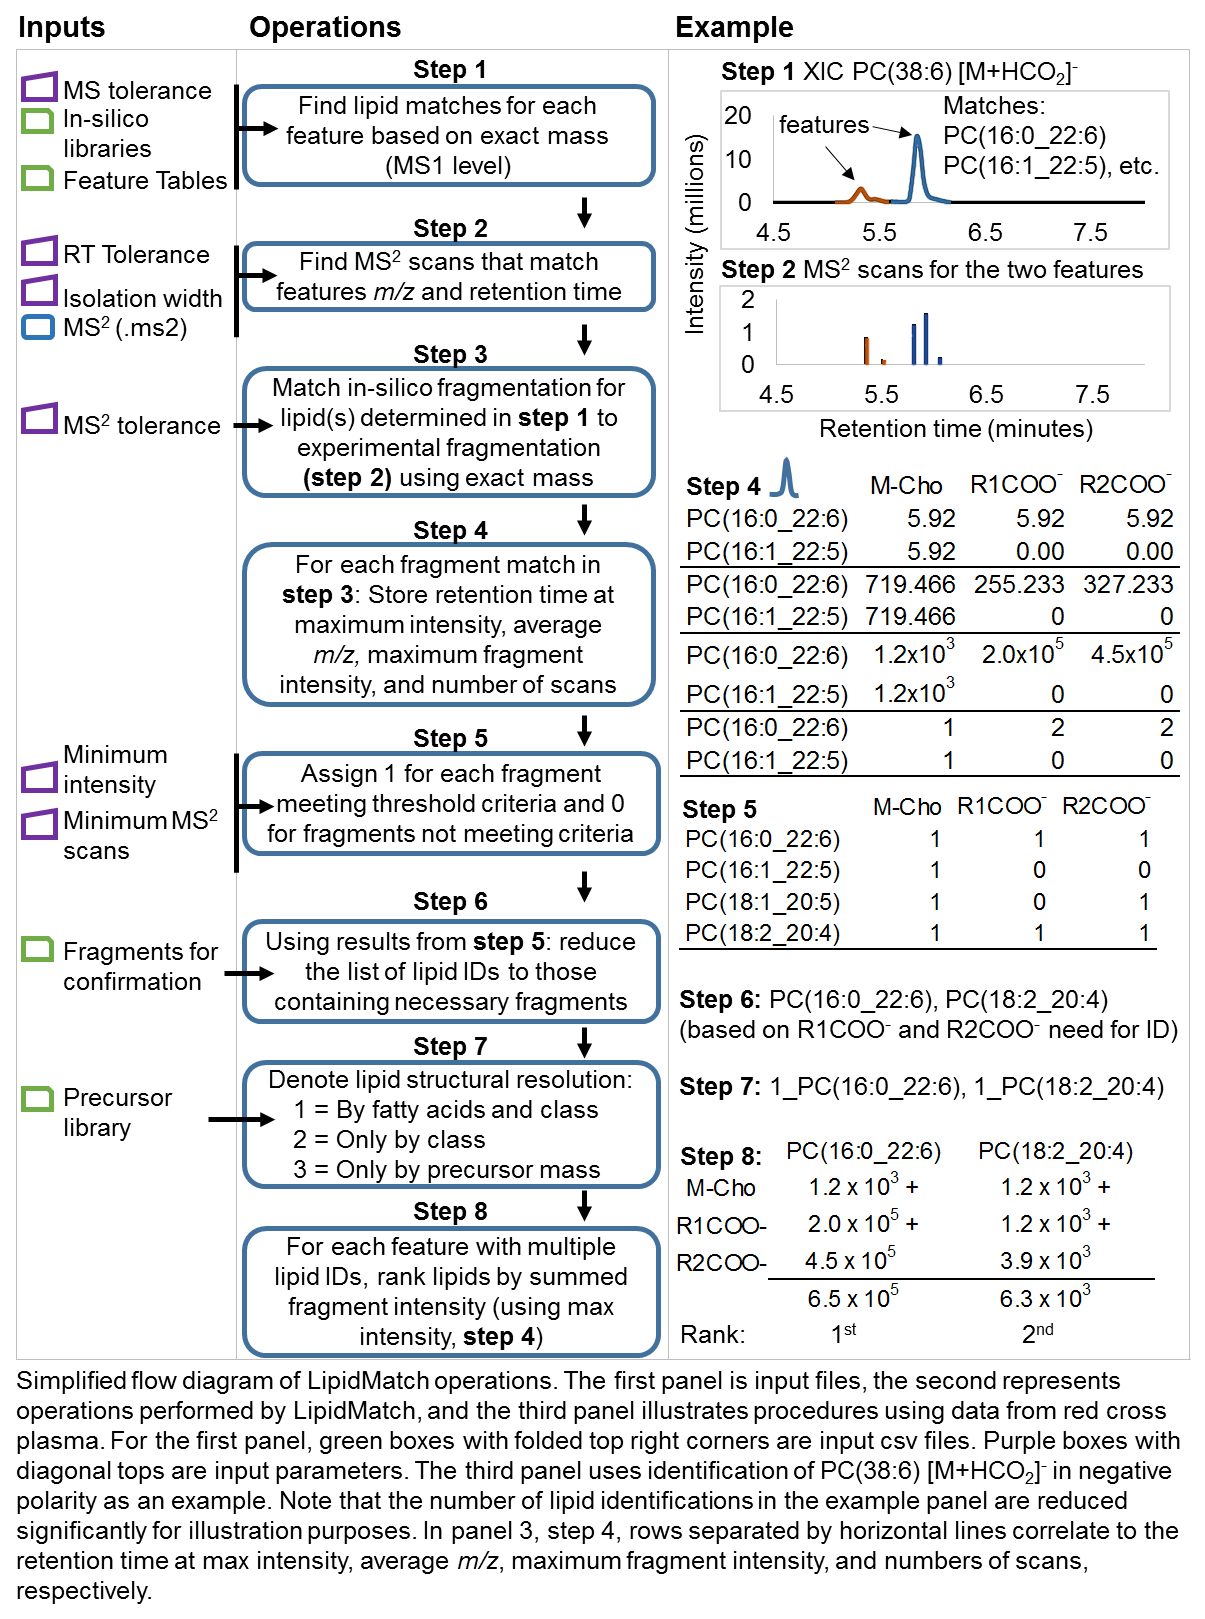 Inputs
Operations
Example
MS tolerance
In-silico
libraries
Feature Tables
RT Tolerance
Isolation width
MS² (.ms2)
MS² tolerance
Minimum
intensity
Minimum MS²
scans
Fragments for
confirmation
Precursor
library
Step 1
Find lipid matches for each
feature based on exact mass
(MS1 level)
Step 2
Find MS² scans that match
features m/z and retention time
Step 3
Match in-silico fragmentation for
lipid(s) determined in step 1 to
experimental fragmentation
(step 2) using exact mass
Step 4
For each fragment match in
step 3: Store retention time at
maximum intensity, average
m/z, maximum fragment
intensity, and number of scans
Step 5
Assign 1 for each fragment
meeting threshold criteria and 0
for fragments not meeting criteria
Step 6
Using results from step 5: reduce
the list of lipid IDs to those
containing necessary fragments
Step 7
Denote lipid structural resolution:
1 = By fatty acids and class
2 = Only by class
3 = Only by precursor mass
Step 8
For each feature with multiple
lipid IDs, rank lipids by summed
fragment intensity (using max
intensity, step 4)
Step 1 XIC PC(38:6) [M+HCO₂]⁻
Intensity (millions)
20
10
0
features
Matches:
PC(16:0_22:6)
PC(16:1_22:5), etc.
4.5 5.5 6.5 7.5
Step 2 MS² scans for the two features
2
1
0
4.5 5.5 6.5 7.5
Retention time (minutes)
Step 4 M-Cho R1COO⁻ R2COO⁻
PC(16:0_22:6) 5.92 5.92 5.92
PC(16:1_22:5) 5.92 0.00 0.00
PC(16:0_22:6) 719.466 255.233 327.233
PC(16:1_22:5) 719.466 0 0
PC(16:0_22:6) 1.2x10³ 2.0x10⁵ 4.5x10⁵
PC(16:1_22:5) 1.2x10³ 0 0
PC(16:0_22:6) 1 2 2
PC(16:1_22:5) 1 0 0
Step 5 M-Cho R1COO⁻ R2COO⁻
PC(16:0_22:6) 1 1 1
PC(16:1_22:5) 1 0 0
PC(18:1_20:5) 1 0 1
PC(18:2_20:4) 1 1 1
Step 6: PC(16:0_22:6), PC(18:2_20:4)
(based on R1COO⁻ and R2COO⁻ need for ID)
Step 7: 1_PC(16:0_22:6), 1_PC(18:2_20:4)
Step 8: PC(16:0_22:6) PC(18:2_20:4)
M-Cho 1.2 x 10³ + 1.2 x 10³ +
R1COO- 2.0 x 10⁵ + 1.2 x 10³ +
R2COO- 4.5 x 10⁵ 3.9 x 10³
6.5 x 10⁵ 6.3 x 10³
Rank: 1st 2nd
Simplified flow diagram of LipidMatch operations. The first panel is input files, the second represents
operations performed by LipidMatch, and the third panel illustrates procedures using data from red cross
plasma. For the first panel, green boxes with folded top right corners are input csv files. Purple boxes with
diagonal tops are input parameters. The third panel uses identification of PC(38:6) [M+HCO₂]⁻ in negative
polarity as an example. Note that the number of lipid identifications in the example panel are reduced
significantly for illustration purposes. In panel 3, step 4, rows separated by horizontal lines correlate to the
retention time at max intensity, average m/z, maximum fragment intensity, and numbers of scans,
respectively.